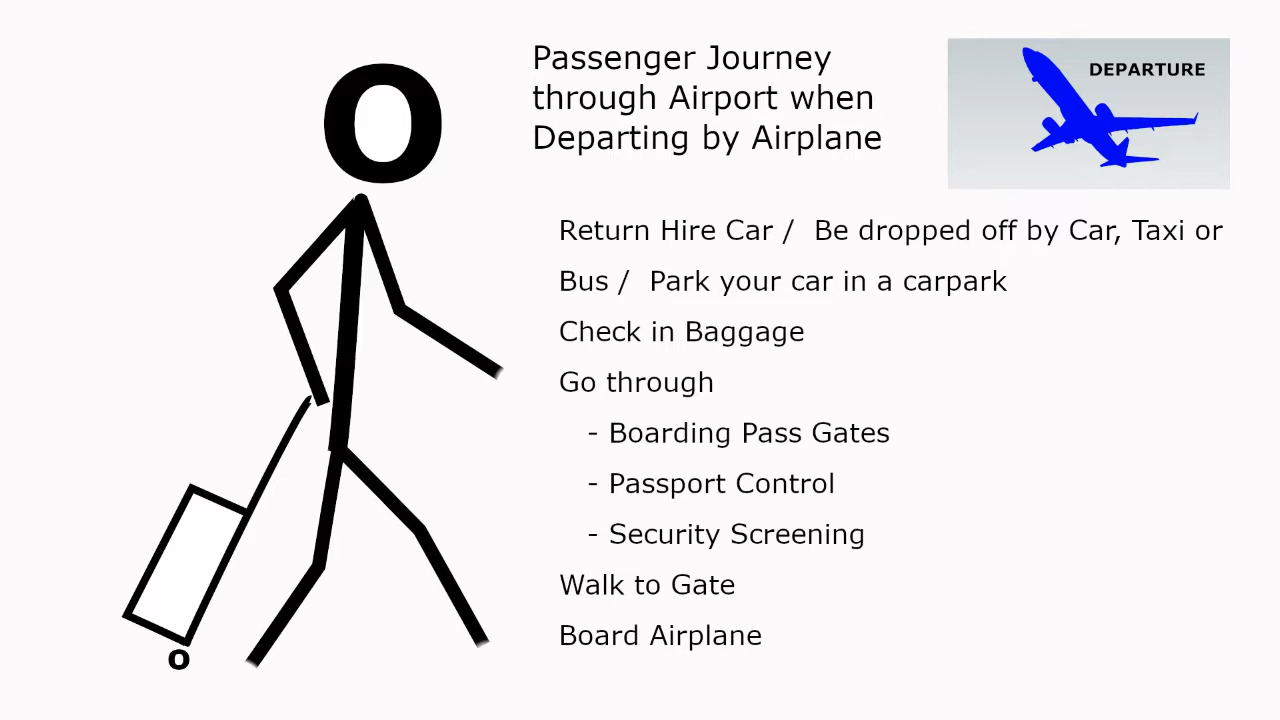 Passenger Journey
through Airport when
Departing by Airplane
DEPARTURE
Return Hire Car /  Be dropped off by Car, Taxi or
Bus /  Park your car in a carpark
Check in Baggage
Go through
- Boarding Pass Gates
- Passport Control
- Security Screening
Walk to Gate
Board Airplane